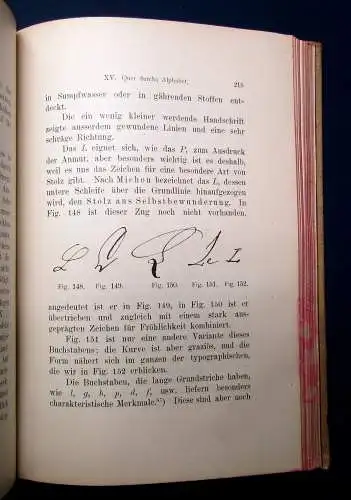 XV. Quer durchs Alphabet. 215
in Sumpfwasser oder in gährenden Stoffen ent-
deckt.
Die ein wenig kleiner werdende Handschrift
zeigte ausserdem gewundene Linien und eine sehr
schräge Richtung.
Das L eignet sich, wie das P, zum Ausdruck
der Anmut, aber besonders wichtig ist es deshalb,
weil es uns das Zeichen für eine besondere Art von
Stolz gibt. Nach Michon bezeichnet das L, dessen
untere Schleife über die Grundlinie hinaufgezogen
wird, den Stolz aus Selbstbewunderung. In
Fig. 148 ist dieser Zug noch nicht vorhanden,
Fig. 148. Fig. 149. Fig. 150. Fig. 151. Fig. 152.
angedeutet ist er in Fig. 149, in Fig. 150 ist er
übertrieben und zugleich mit einem stark aus-
geprägten Zeichen für Fröhlichkeit kombiniert.
Fig. 151 ist nur eine andere Variante dieses
Buchstabens; die Kurve ist aber graziös, und die
Form nähert sich im ganzen der typographischen,
die wir in Fig. 152 erblicken.
Die Buchstaben, die lange Grundstriche haben,
wie l, g, h, p, d, f, usw. liefern besonders
charakteristische Merkmale. Diese sind aber noch